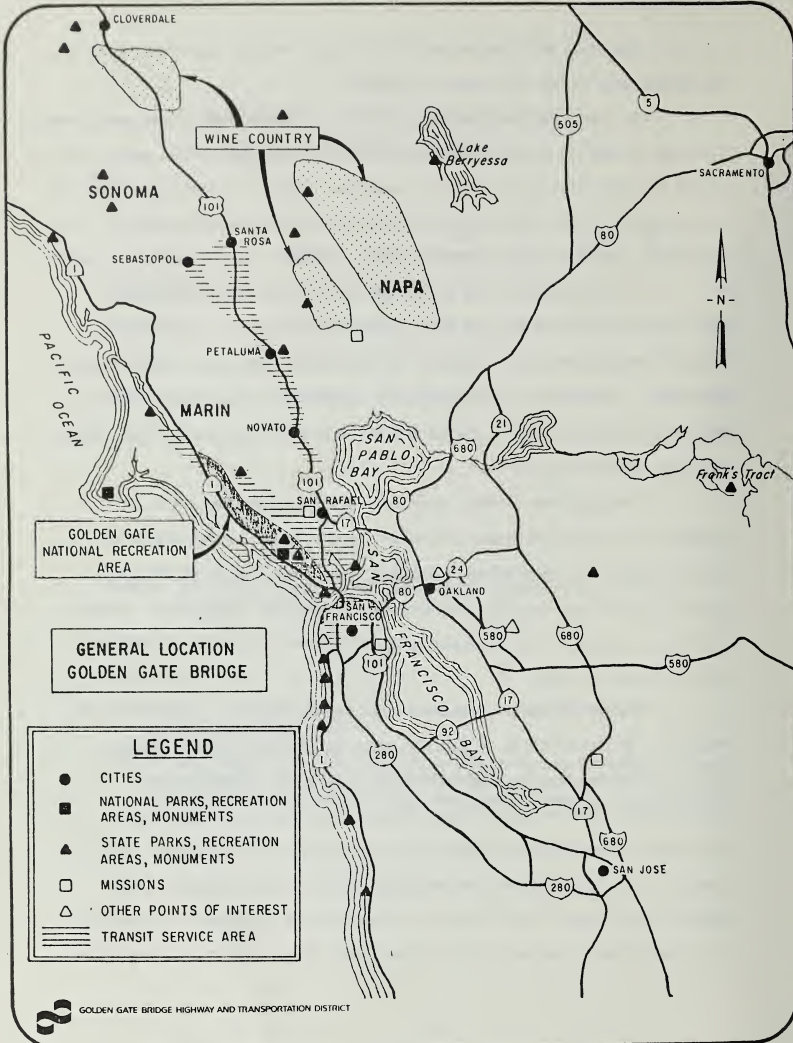 CLOVERDALE
5
505
WINE COUNTRY
Lake
Berryessa
SACRAMENTO
SONOMA
101
80
SANTA
ROSA
1
SEBASTOPOL
NAPA
-N-
PACIFIC
OCEAN
PETALUMA
MARIN
21
NOVATO
SAN
PABLO
BAY
680
101
80
Frank's Tract
1
SAN RAFAEL
17
GOLDEN GATE
NATIONAL RECREATION
AREA
SAN
FRANCISCO
BAY
24
80
OAKLAND
SAN
FRANCISCO
580
680
GENERAL LOCATION
GOLDEN GATE BRIDGE
101
580
17
92
280
1
LEGEND
CITIES
NATIONAL PARKS, RECREATION
AREAS, MONUMENTS
STATE PARKS, RECREATION
AREAS, MONUMENTS
MISSIONS
OTHER POINTS OF INTEREST
TRANSIT SERVICE AREA
17
680
SAN JOSE
280
GOLDEN GATE BRIDGE HIGHWAY AND TRANSPORTATION DISTRICT